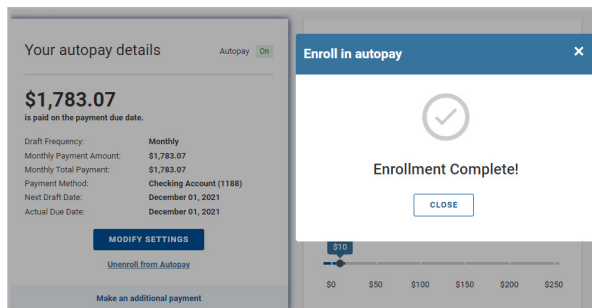 Your autopay details
Autopay On
$1,783.07
is paid on the payment due date.
Draft Frequency: Monthly
Monthly Payment Amount: $1,783.07
Monthly Total Payment: $1,783.07
Payment Method: Checking Account (1188)
Next Draft Date: December 01, 2021
Actual Due Date: December 01, 2021
MODIFY SETTINGS
Unenroll from Autopay
Make an additional payment
Enroll in autopay ×
Enrollment Complete!
CLOSE
$10
$0 $50 $100 $150 $200 $250